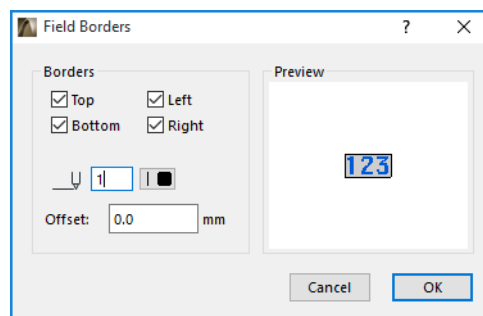 Field Borders ?
Borders
Top Left
Bottom Right
1
Offset: 0.0 mm
Preview
123
Cancel OK